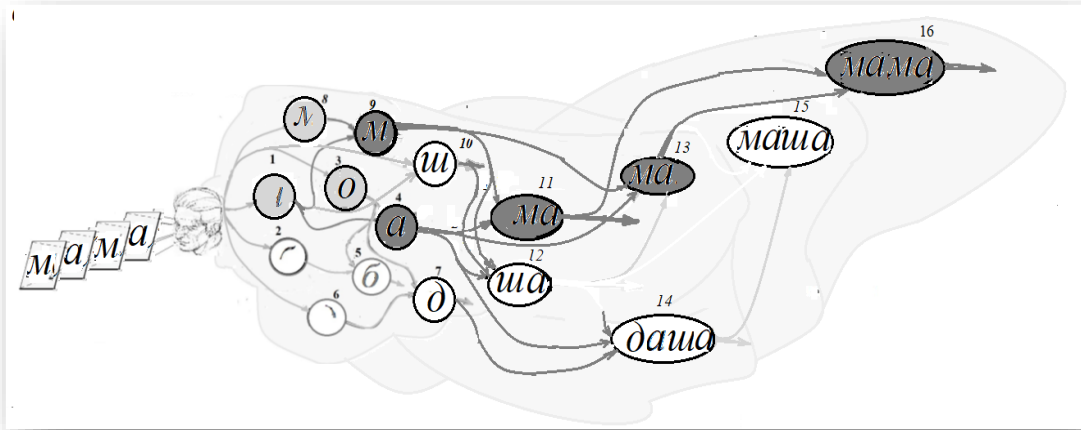 м а м а
1 l
2
3 о
4 а
5 б
6
7 д
8 N
9 м
10 ш
11 ма
12 ша
13 ма
14 даша
15 маша
16 мама